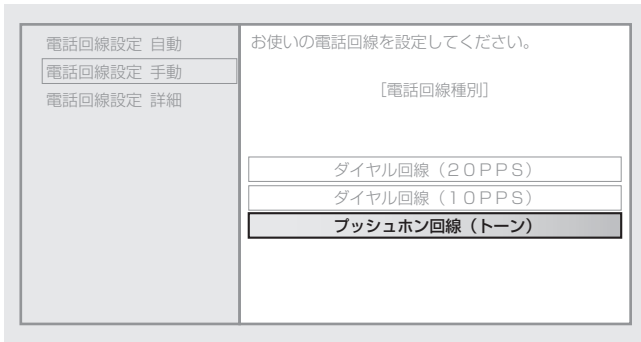 電話回線設定 自動
電話回線設定 手動
電話回線設定 詳細
お使いの電話回線を設定してください。
[電話回線種別]
ダイヤル回線（２０ＰＰＳ）
ダイヤル回線（１０ＰＰＳ）
プッシュホン回線（トーン）